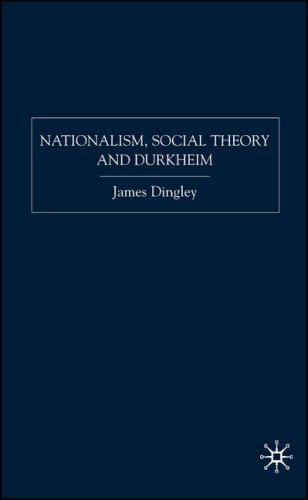 NATIONALISM, SOCIAL THEORY
AND DURKHEIM
James Dingley